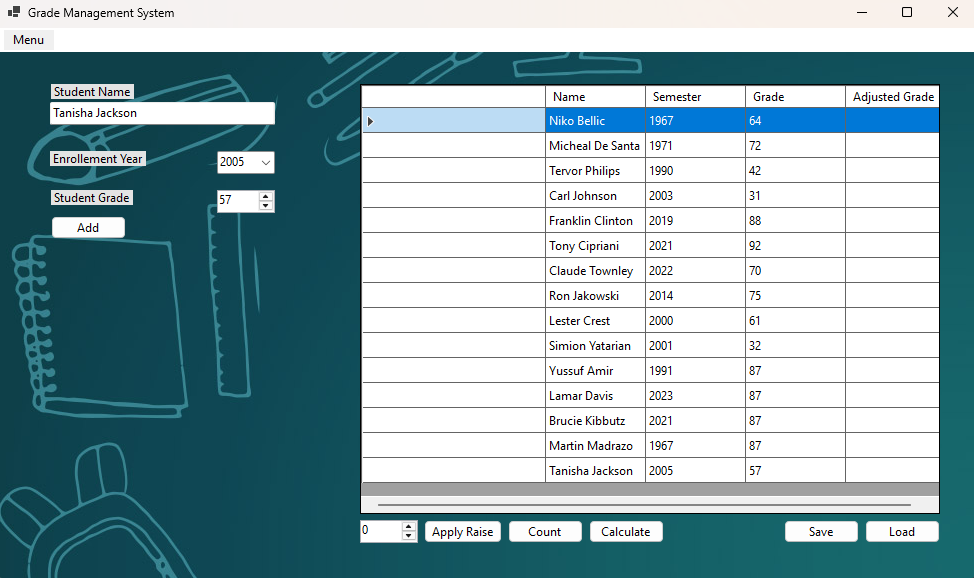 Grade Management System
Menu
Student Name
Tanisha Jackson
Enrollement Year 2005
Student Grade 57
Add
Name Semester Grade Adjusted Grade
Niko Bellic 1967 64
Micheal De Santa 1971 72
Tervor Philips 1990 42
Carl Johnson 2003 31
Franklin Clinton 2019 88
Tony Cipriani 2021 92
Claude Townley 2022 70
Ron Jakowski 2014 75
Lester Crest 2000 61
Simion Yatarian 2001 32
Yussuf Amir 1991 87
Lamar Davis 2023 87
Brucie Kibbutz 2021 87
Martin Madrazo 1967 87
Tanisha Jackson 2005 57
0 Apply Raise Count Calculate Save Load